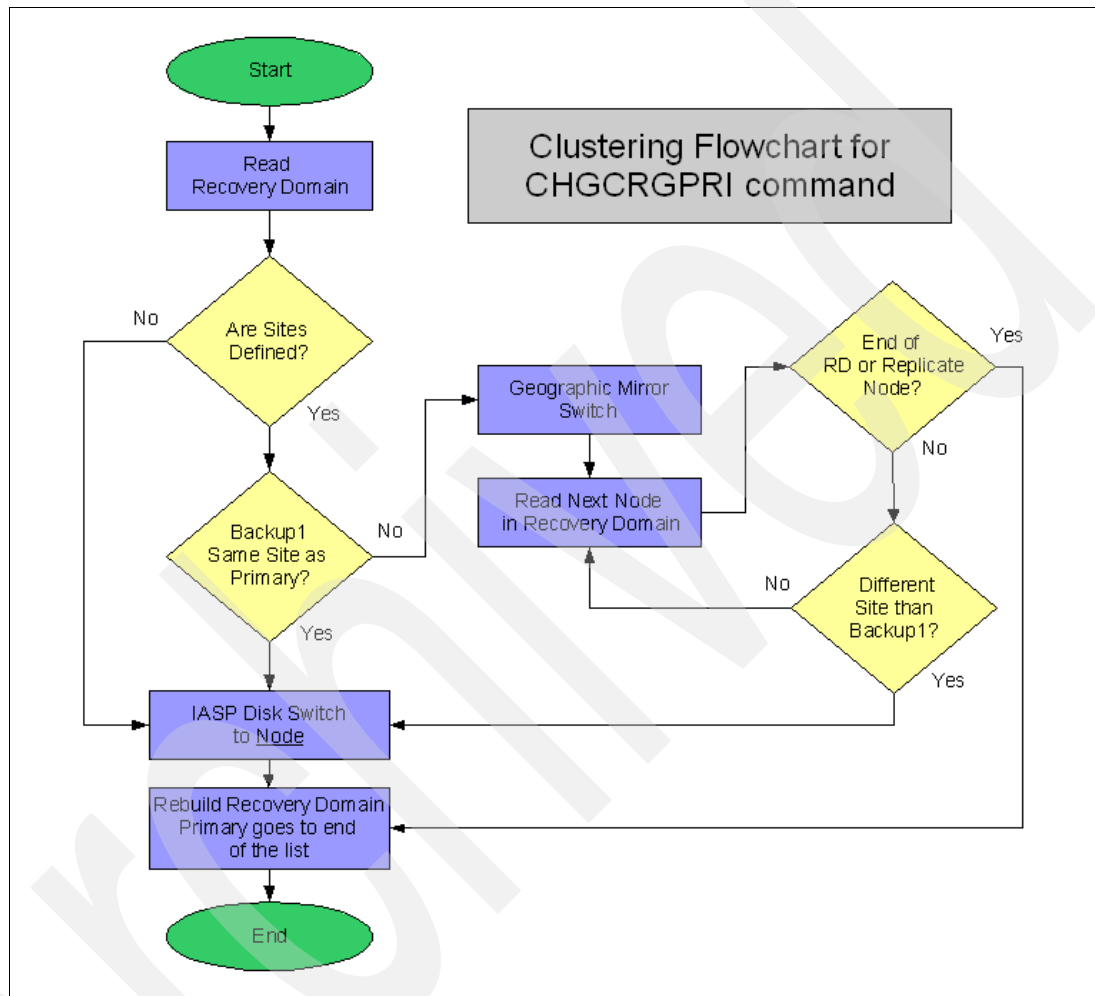 Start
Clustering Flowchart for
CHGCRGPRI command
Read
Recovery Domain
No
Are Sites
Defined?
Yes
End of
RD or Replicate
Node?
Yes
No
Geographic Mirror
Switch
Read Next Node
in Recovery Domain
Backup1
Same Site as
Primary?
No
Yes
Different
Site than
Backup1?
No
Yes
IASP Disk Switch
to Node
Rebuild Recovery Domain
Primary goes to end
of the list
End